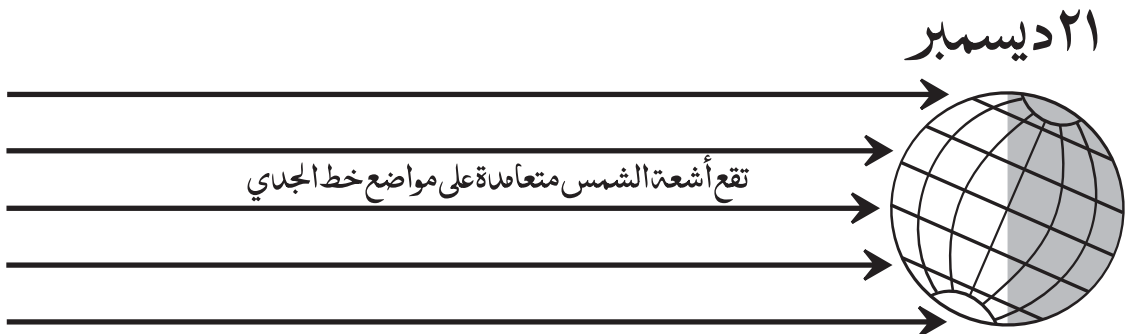 ٢١ ديسمبر
تقع أشعة الشمس متعامدة على مواضع خط الجدي